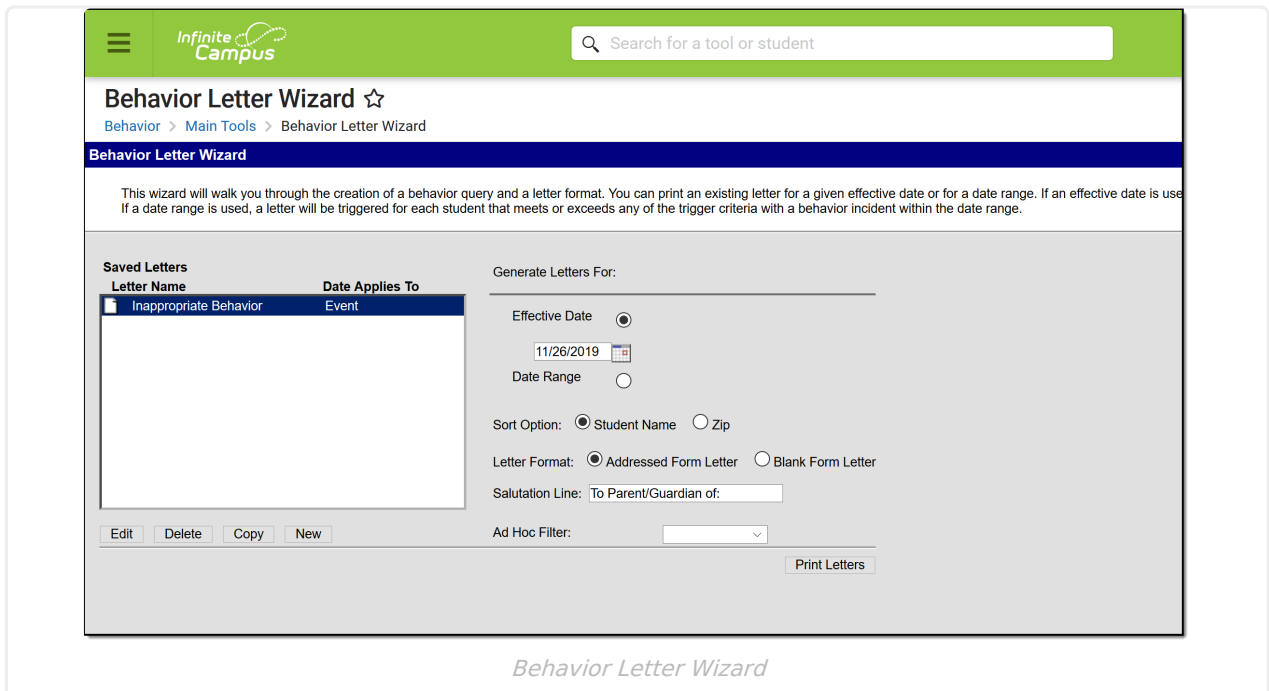 Infinite
Campus
Search for a tool or student
Behavior Letter Wizard
Behavior > Main Tools > Behavior Letter Wizard
Behavior Letter Wizard
This wizard will walk you through the creation of a behavior query and a letter format. You can print an existing letter for a given effective date or for a date range. If an effective date is use
If a date range is used, a letter will be triggered for each student that meets or exceeds any of the trigger criteria with a behavior incident within the date range.
Saved Letters
Letter Name Date Applies To
Inappropriate Behavior Event
Edit Delete Copy New
Generate Letters For:
Effective Date
11/26/2019
Date Range
Sort Option: Student Name Zip
Letter Format: Addressed Form Letter Blank Form Letter
Salutation Line: To Parent/Guardian of:
Ad Hoc Filter:
Print Letters
Behavior Letter Wizard